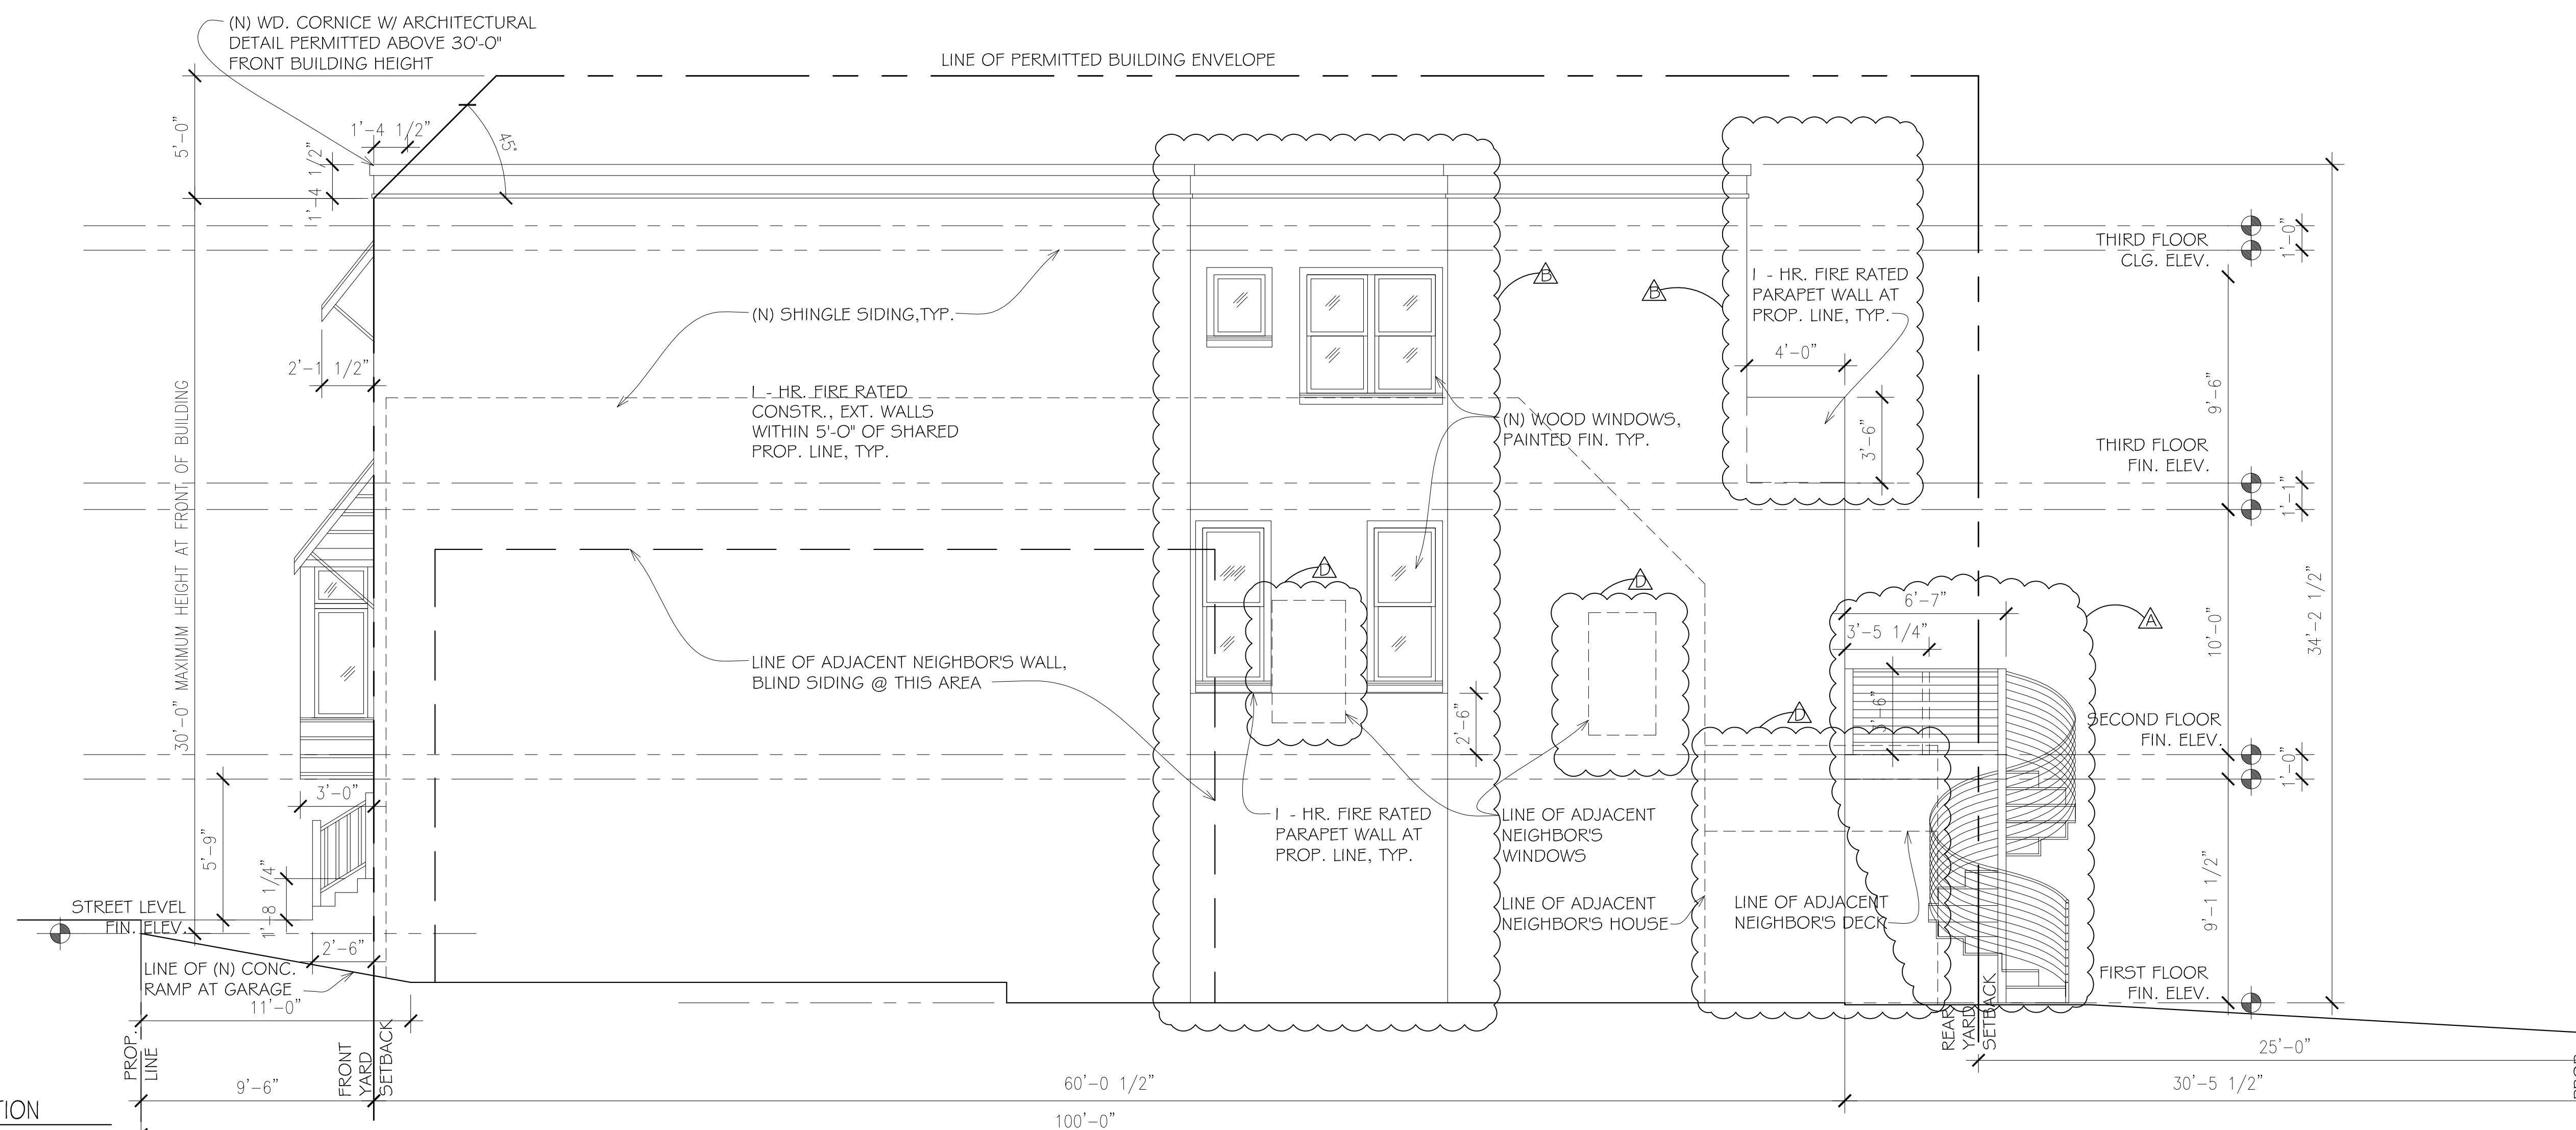 (N) WD. CORNICE W/ ARCHITECTURAL
DETAIL PERMITTED ABOVE 30'-0"
FRONT BUILDING HEIGHT
LINE OF PERMITTED BUILDING ENVELOPE
5'-0"
1'-4 1/2"
1'-4 1/2"
45°
THIRD FLOOR
CLG. ELEV.
1'-0"
B
B
1 - HR. FIRE RATED
PARAPET WALL AT
PROP. LINE, TYP.
(N) SHINGLE SIDING,TYP.
4'-0"
2'-1 1/2"
1 - HR. FIRE RATED
CONSTR., EXT. WALLS
WITHIN 5'-0" OF SHARED
PROP. LINE, TYP.
9'-6"
(N) WOOD WINDOWS,
PAINTED FIN. TYP.
3'-6"
THIRD FLOOR
FIN. ELEV.
1'-1"
30'-0" MAXIMUM HEIGHT AT FRONT OF BUILDING
D
D
34'-2 1/2"
6'-7"
A
3'-5 1/4"
10'-0"
LINE OF ADJACENT NEIGHBOR'S WALL,
BLIND SIDING @ THIS AREA
2'-6"
D
3'-6"
SECOND FLOOR
FIN. ELEV.
1'-0"
3'-0"
5'-9"
1 - HR. FIRE RATED
PARAPET WALL AT
PROP. LINE, TYP.
LINE OF ADJACENT
NEIGHBOR'S
WINDOWS
1'-8 1/4"
STREET LEVEL
FIN. ELEV.
LINE OF ADJACENT
NEIGHBOR'S HOUSE
LINE OF ADJACENT
NEIGHBOR'S DECK
9'-1 1/2"
2'-6"
LINE OF (N) CONC.
RAMP AT GARAGE
11'-0"
FIRST FLOOR
FIN. ELEV.
PROP.
LINE
FRONT
YARD
SETBACK
REAR
YARD
SETBACK
25'-0"
9'-6"
60'-0 1/2"
30'-5 1/2"
TION
100'-0"